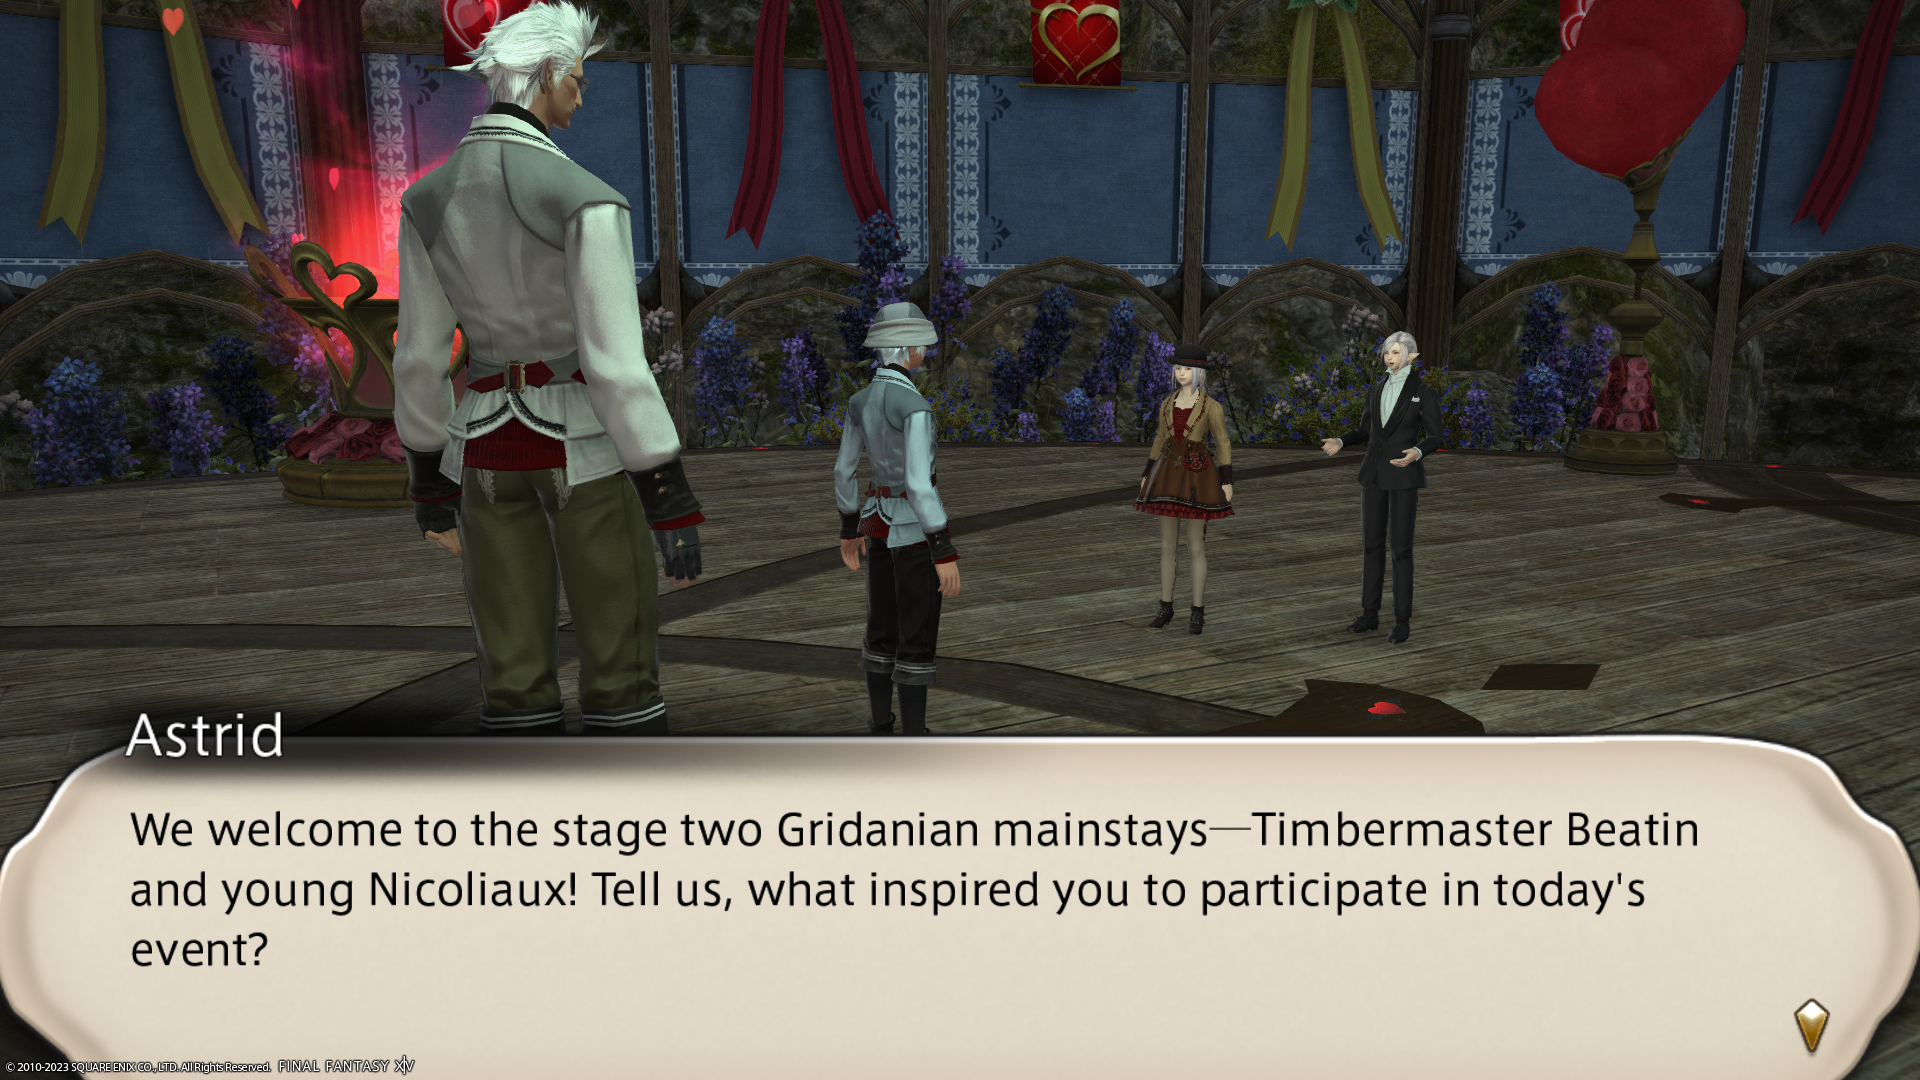 Astrid
We welcome to the stage two Gridanian mainstays—Timbermaster Beatin
and young Nicoliaux! Tell us, what inspired you to participate in today's
event?
© 2010-2023 SQUARE ENIX CO., LTD. All Rights Reserved. FINAL FANTASY XIV